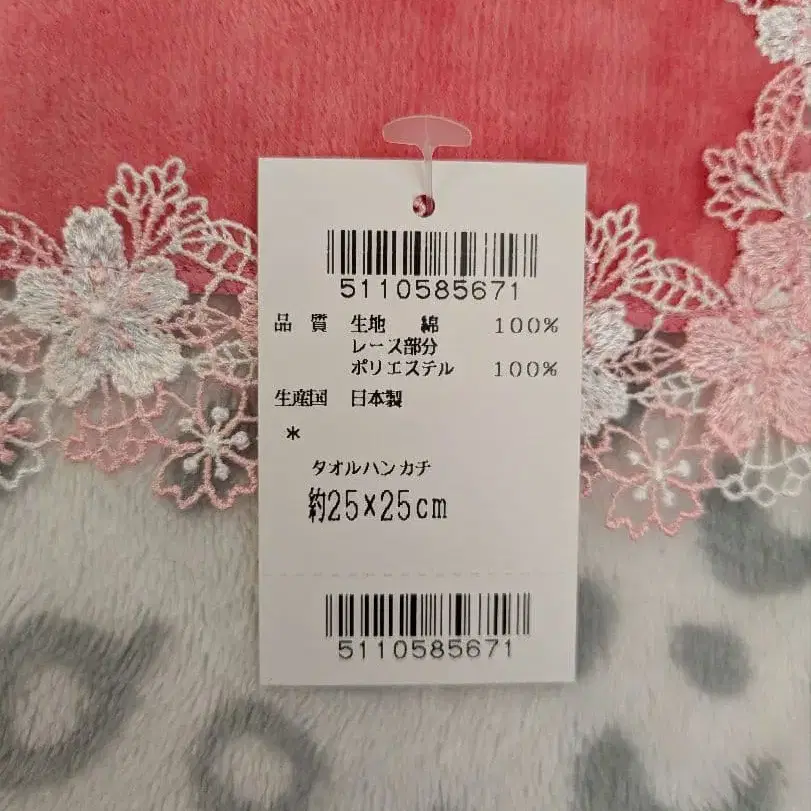 5110585671
品 質 生地 綿 100%
レース部分
ポリエステル 100%
生産国 日本製
*
タオルハンカチ
約25×25cm
5110585671